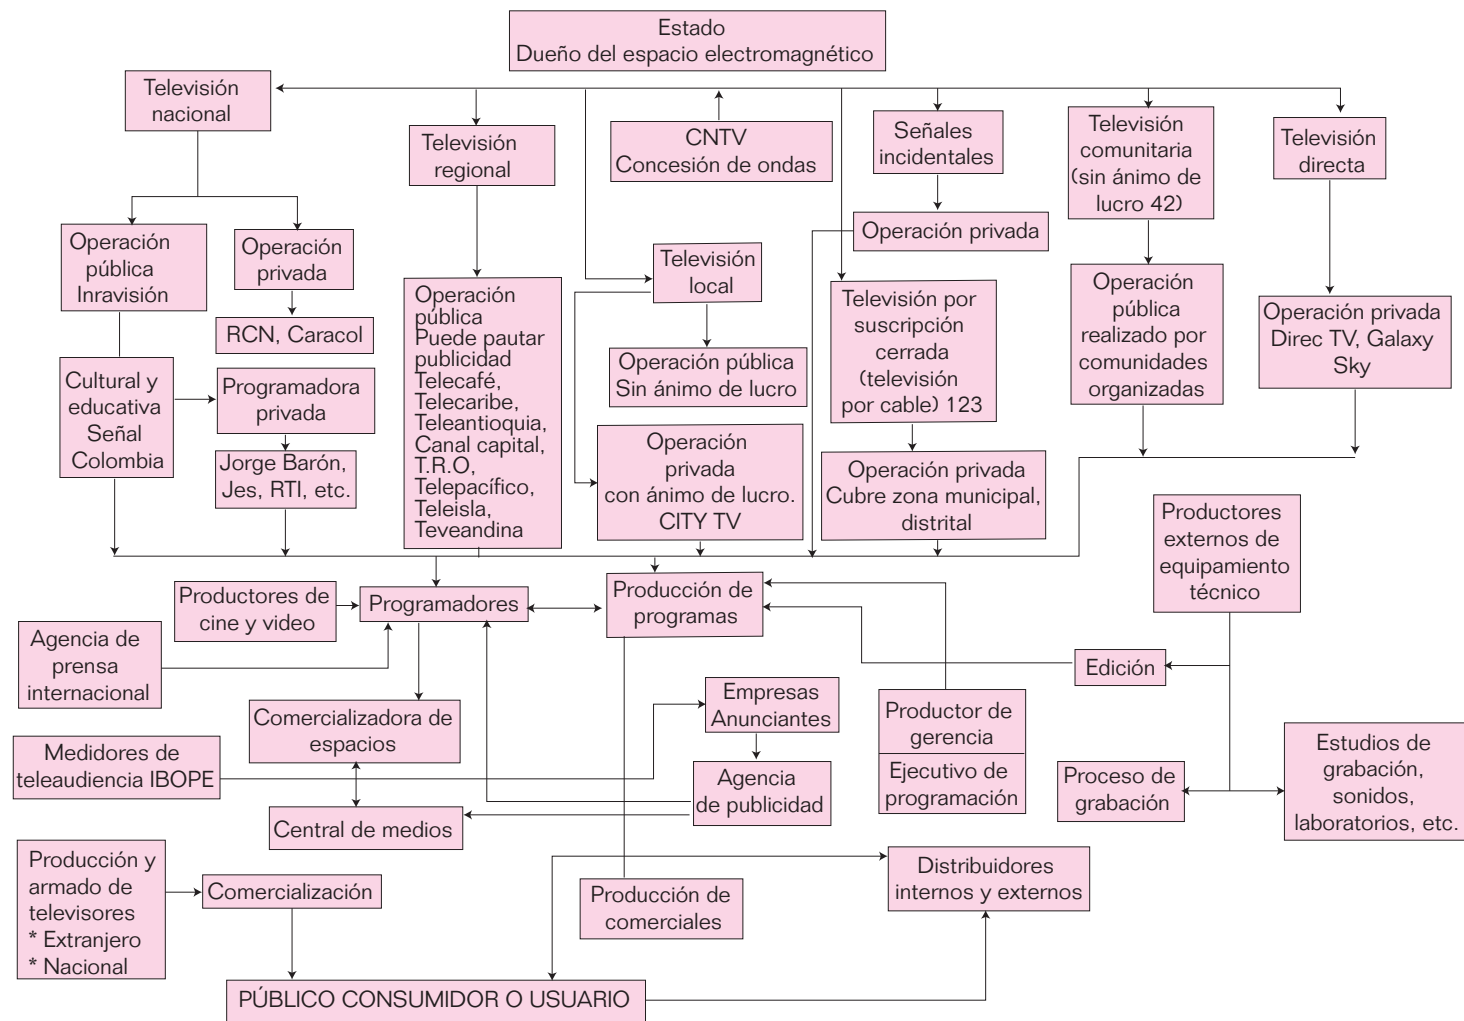 Estado
Dueño del espacio electromagnético
Televisión
nacional
Televisión
regional
CNTV
Concesión de ondas
Señales
incidentales
Televisión
comunitaria
(sin ánimo de
lucro 42)
Televisión
directa
Operación
pública
Inravisión
Operación
privada
Operación privada
Televisión
local
RCN, Caracol
Operación
pública
Puede pautar
publicidad
Telecafé,
Telecaribe,
Teleantioquia,
Canal capital,
T.R.O,
Telepacífico,
Teleisla,
Teveandina
Televisión por
suscripción
cerrada
(televisión
por cable) 123
Operación
pública
realizado por
comunidades
organizadas
Operación privada
Direc TV, Galaxy
Sky
Operación pública
Sin ánimo de lucro
Cultural y
educativa
Señal
Colombia
Programadora
privada
Jorge Barón,
Jes, RTI, etc.
Operación
privada
con ánimo de lucro.
CITY TV
Operación privada
Cubre zona municipal,
distrital
Productores
externos de
equipamiento
técnico
Productores de
cine y video
Programadores
Producción de
programas
Agencia de
prensa
internacional
Edición
Comercializadora de
espacios
Empresas
Anunciantes
Productor de
gerencia
Ejecutivo de
programación
Medidores de
teleaudiencia IBOPE
Agencia
de publicidad
Proceso de
grabación
Estudios de
grabación,
sonidos,
laboratorios, etc.
Central de medios
Producción y
armado de
televisores
* Extranjero
* Nacional
Comercialización
Producción de
comerciales
Distribuidores
internos y externos
PÚBLICO CONSUMIDOR O USUARIO